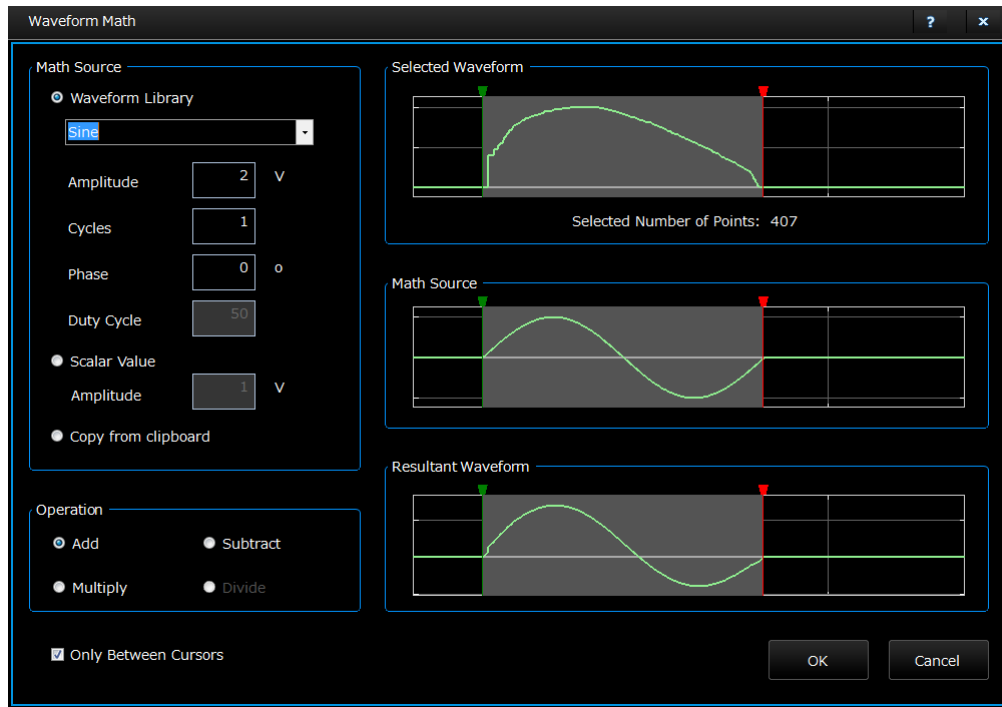 Waveform Math
?
x
Math Source
Waveform Library
Sine
Amplitude 2 V
Cycles 1
Phase 0 o
Duty Cycle 50
Scalar Value
Amplitude 1 V
Copy from clipboard
Operation
Add Subtract
Multiply Divide
Only Between Cursors
Selected Waveform
Selected Number of Points: 407
Math Source
Resultant Waveform
OK Cancel